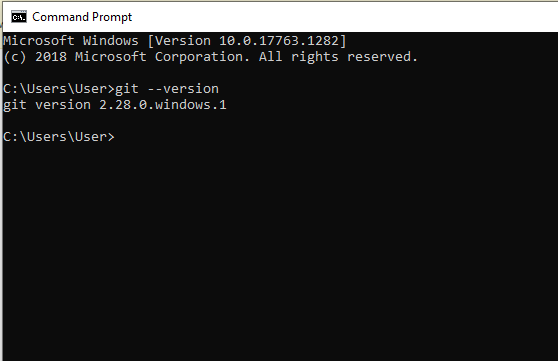 Command Prompt
Microsoft Windows [Version 10.0.17763.1282]
(c) 2018 Microsoft Corporation. All rights reserved.
C:\Users\User>git --version
git version 2.28.0.windows.1
C:\Users\User>